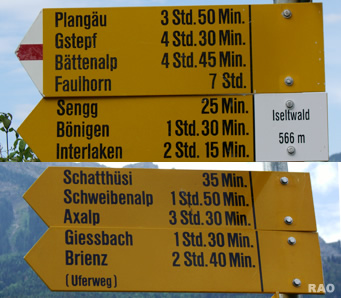 Plangäu 3 Std. 50 Min.
Gstepf 4 Std. 30 Min.
Bättenalp 4 Std. 45 Min.
Faulhorn 7 Std.
Sengg 25 Min.
Bönigen 1 Std. 30 Min.
Interlaken 2 Std. 15 Min.
Iseltwald
566 m
Schatthüsi 35 Min.
Schweibenalp 1 Std. 50 Min.
Axalp 3 Std. 30 Min.
Giessbach 1 Std. 30 Min.
Brienz 2 Std. 40 Min.
(Uferweg)
RAO